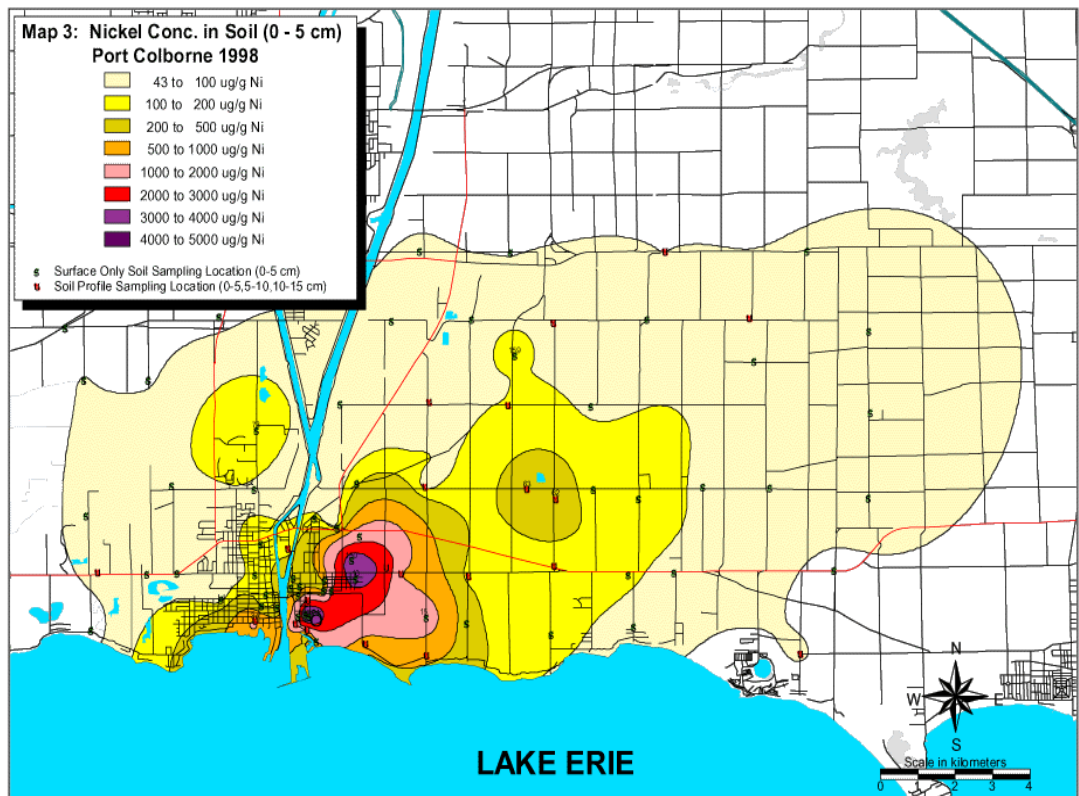 Map 3: Nickel Conc. in Soil (0 - 5 cm)
Port Colborne 1998
43 to 100 ug/g Ni
100 to 200 ug/g Ni
200 to 500 ug/g Ni
500 to 1000 ug/g Ni
1000 to 2000 ug/g Ni
2000 to 3000 ug/g Ni
3000 to 4000 ug/g Ni
4000 to 5000 ug/g Ni
Surface Only Soil Sampling Location (0-5 cm)
Soil Profile Sampling Location (0-5,5-10,10-15 cm)
N
W
E
S
LAKE ERIE
Scale in kilometers
0 1 2 3 4